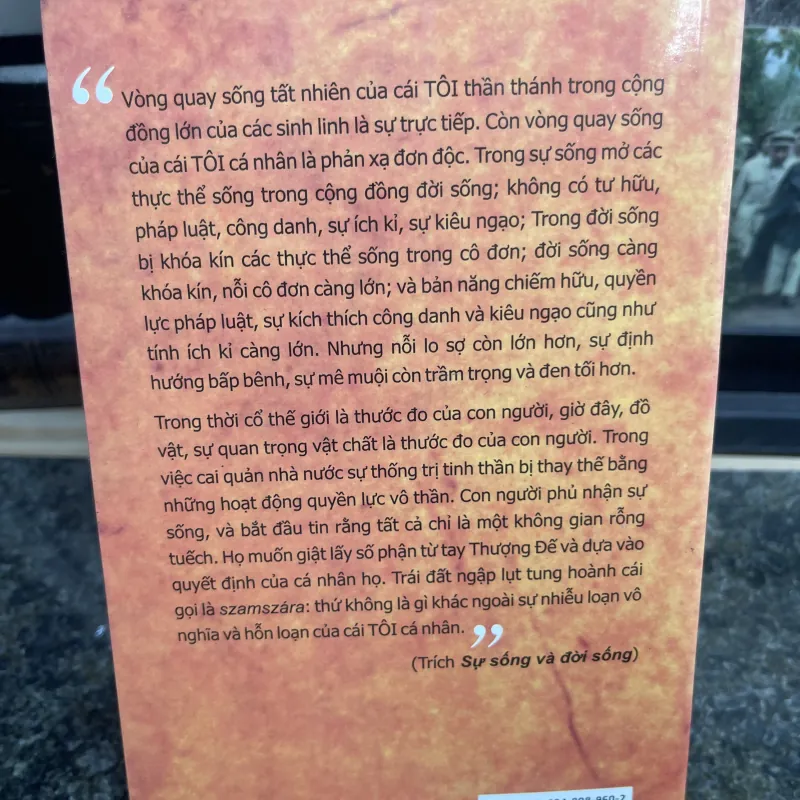 “ Vòng quay sống tất nhiên của cái TÔI thần thánh trong cộng
đồng lớn của các sinh linh là sự trực tiếp. Còn vòng quay sống
của cái TÔI cá nhân là phản xạ đơn độc. Trong sự sống mở các
thực thể sống trong cộng đồng đời sống; không có tư hữu,
pháp luật, công danh, sự ích kỉ, sự kiêu ngạo; Trong đời sống
bị khóa kín các thực thể sống trong cô đơn; đời sống càng
khóa kín, nỗi cô đơn càng lớn; và bản năng chiếm hữu, quyền
lực pháp luật, sự kích thích công danh và kiêu ngạo cũng như
tính ích kỉ càng lớn. Nhưng nỗi lo sợ còn lớn hơn, sự định
hướng bấp bênh, sự mê muội còn trầm trọng và đen tối hơn.
Trong thời cổ thế giới là thước đo của con người, giờ đây, đồ
vật, sự quan trọng vật chất là thước đo của con người. Trong
việc cai quản nhà nước sự thống trị tinh thần bị thay thế bằng
những hoạt động quyền lực vô thần. Con người phủ nhận sự
sống, và bắt đầu tin rằng tất cả chỉ là một không gian rỗng
tuếch. Họ muốn giật lấy số phận từ tay Thượng Đế và dựa vào
quyết định của cá nhân họ. Trái đất ngập lụt tung hoành cái
gọi là szamszára: thứ không là gì khác ngoài sự nhiễu loạn vô
nghĩa và hỗn loạn của cái TÔI cá nhân. ”
(Trích Sự sống và đời sống)